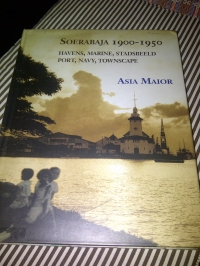 SOERABAJA 1900-1950
HAVENS, MARINE, STADSBEELD
PORT, NAVY, TOWNSCAPE
ASIA MAIOR